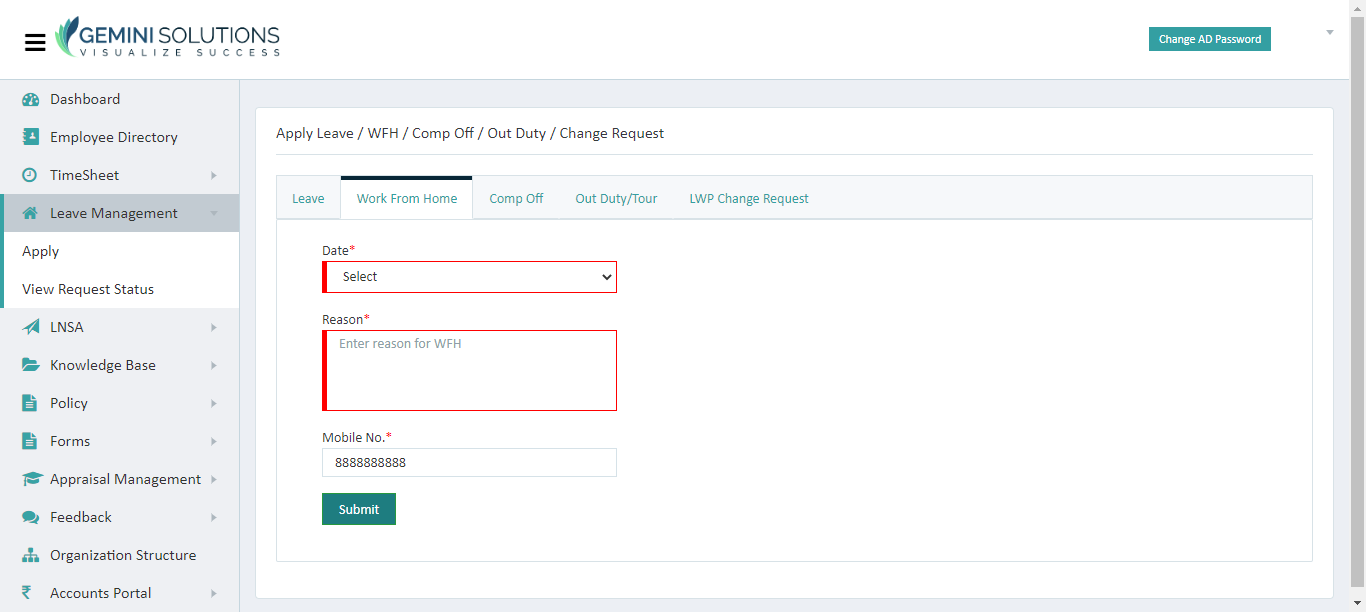 GEMINI SOLUTIONS
VISUALIZE SUCCESS
Change AD Password
Dashboard
Employee Directory
TimeSheet
Leave Management
Apply
View Request Status
LNSA
Knowledge Base
Policy
Forms
Appraisal Management
Feedback
Organization Structure
Accounts Portal
Apply Leave / WFH / Comp Off / Out Duty / Change Request
Leave Work From Home Comp Off Out Duty/Tour LWP Change Request
Date*
Select
Reason*
Enter reason for WFH
Mobile No.*
8888888888
Submit